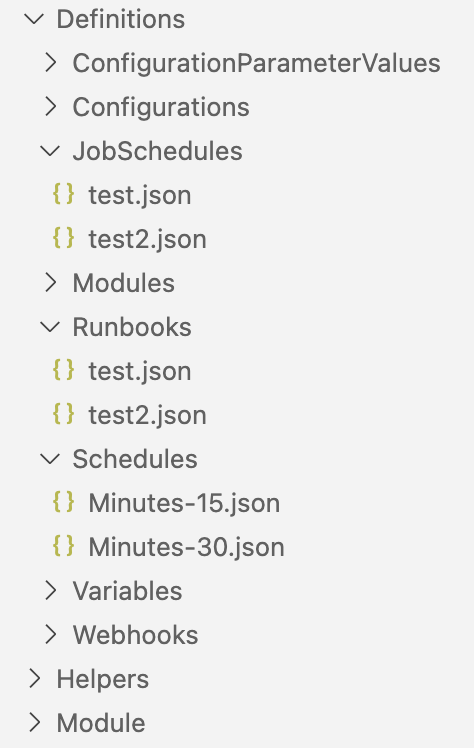 Definitions
ConfigurationParameterValues
Configurations
JobSchedules
{} test.json
{} test2.json
Modules
Runbooks
{} test.json
{} test2.json
Schedules
{} Minutes-15.json
{} Minutes-30.json
Variables
Webhooks
Helpers
Module